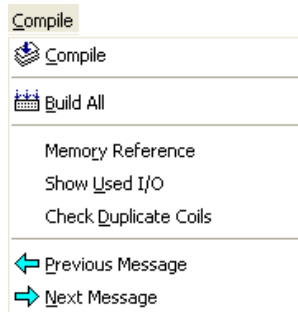 Compile
Compile
Build All
Memory Reference
Show Used I/O
Check Duplicate Coils
Previous Message
Next Message